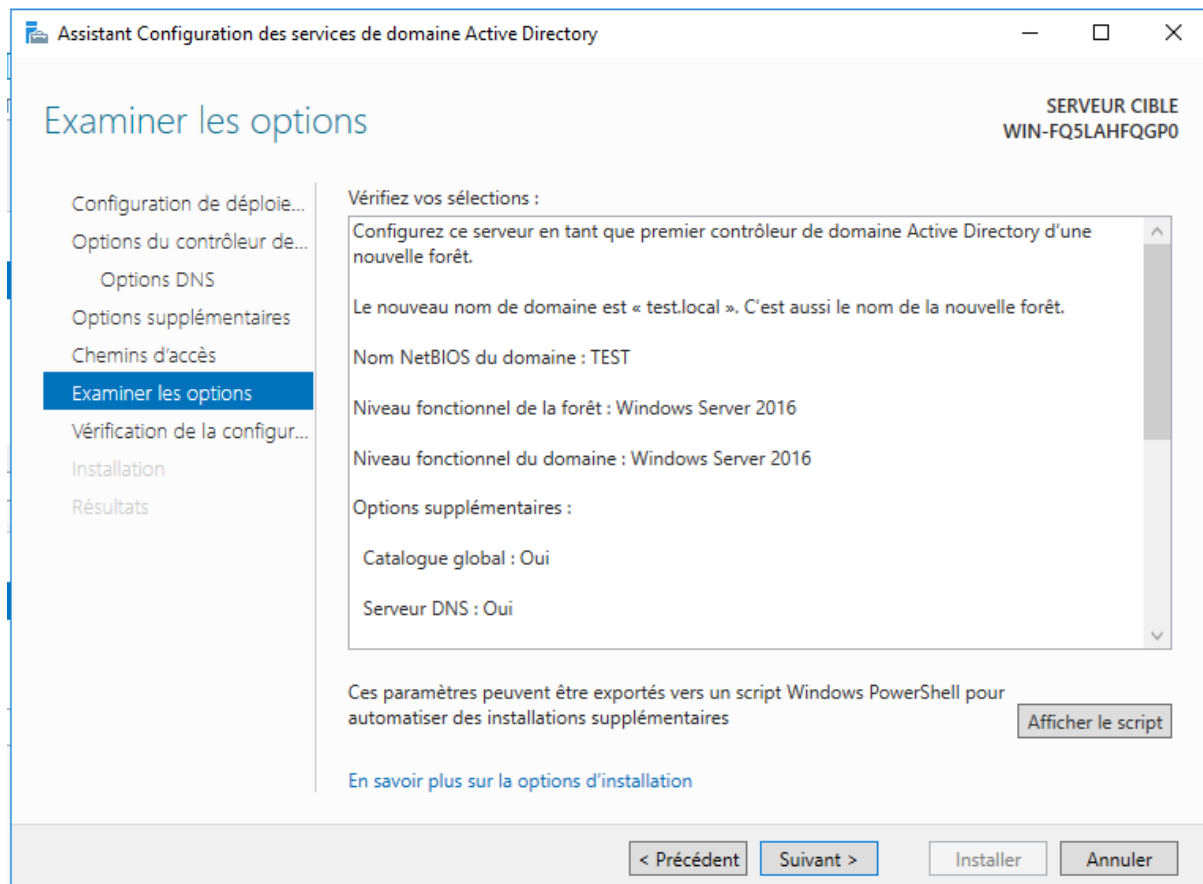 Assistant Configuration des services de domaine Active Directory
Examiner les options
SERVEUR CIBLE
WIN-FQ5LAHFQGP0
Configuration de déploie...
Options du contrôleur de...
Options DNS
Options supplémentaires
Chemins d'accès
Examiner les options
Vérification de la configur...
Installation
Résultats
Vérifiez vos sélections :
Configurez ce serveur en tant que premier contrôleur de domaine Active Directory d'une
nouvelle forêt.
Le nouveau nom de domaine est « test.local ». C'est aussi le nom de la nouvelle forêt.
Nom NetBIOS du domaine : TEST
Niveau fonctionnel de la forêt : Windows Server 2016
Niveau fonctionnel du domaine : Windows Server 2016
Options supplémentaires :
Catalogue global : Oui
Serveur DNS : Oui
Ces paramètres peuvent être exportés vers un script Windows PowerShell pour
automatiser des installations supplémentaires
Afficher le script
En savoir plus sur la options d'installation
< Précédent
Suivant >
Installer
Annuler